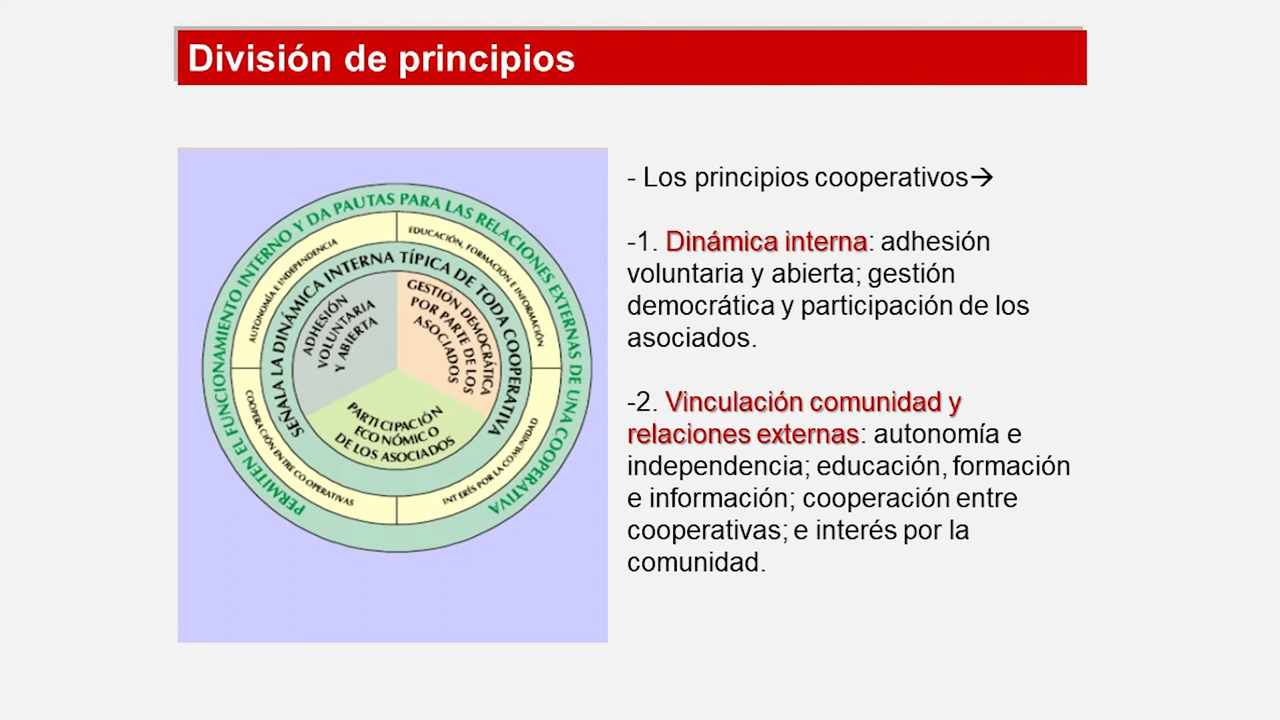 División de principios
PERMITEN EL FUNCIONAMIENTO INTERNO Y DA PAUTAS PARA LAS RELACIONES EXTERNAS DE UNA COOPERATIVA
AUTONOMÍA E INDEPENDENCIA
EDUCACIÓN, FORMACIÓN E INFORMACIÓN
COOPERACIÓN ENTRE COOPERATIVAS
INTERÉS POR LA COMUNIDAD
SEÑALA LA DINÁMICA INTERNA TÍPICA DE TODA COOPERATIVA
ADHESIÓN
VOLUNTARIA
Y ABIERTA
GESTIÓN DEMOCRÁTICA
POR PARTE DE LOS
ASOCIADOS
PARTICIPACIÓN
ECONÓMICO
DE LOS ASOCIADOS
- Los principios cooperativos→
-1. Dinámica interna: adhesión
voluntaria y abierta; gestión
democrática y participación de los
asociados.
-2. Vinculación comunidad y
relaciones externas: autonomía e
independencia; educación, formación
e información; cooperación entre
cooperativas; e interés por la
comunidad.